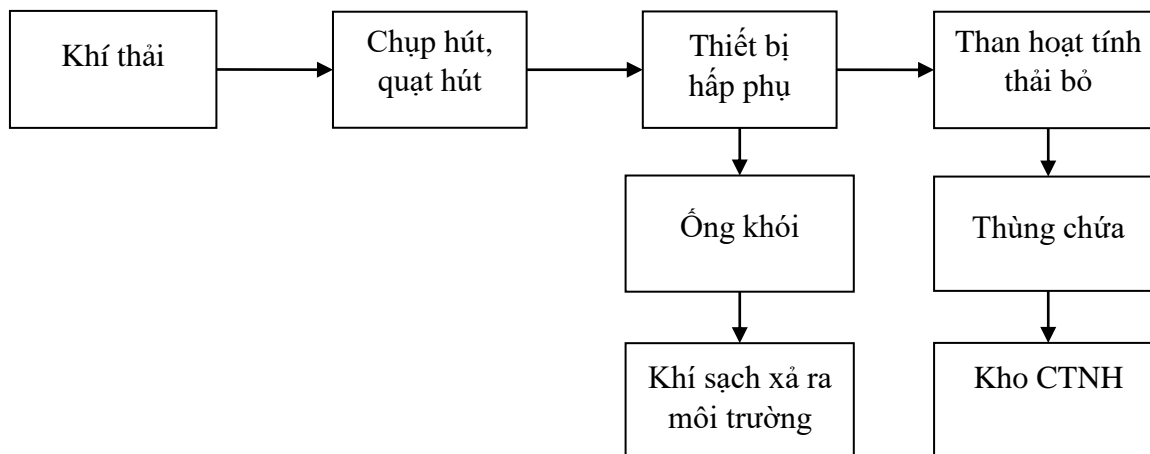 Khí thải
Chụp hút,
quạt hút
Thiết bị
hấp phụ
Than hoạt tính
thải bỏ
Ống khói
Thùng chứa
Khí sạch xả ra
môi trường
Kho CTNH